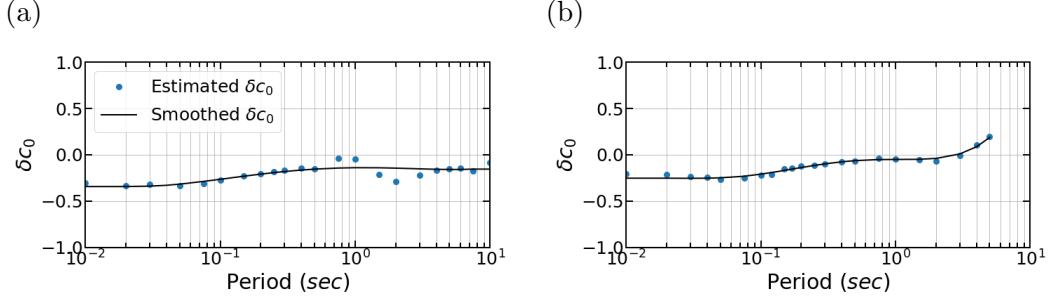 (a)
1.0
0.5
0.0
−0.5
−1.0
δc₀
Estimated δc₀
Smoothed δc₀
10⁻²
10⁻¹
10⁰
10¹
Period (sec)
(b)
1.0
0.5
0.0
−0.5
−1.0
δc₀
10⁻²
10⁻¹
10⁰
10¹
Period (sec)